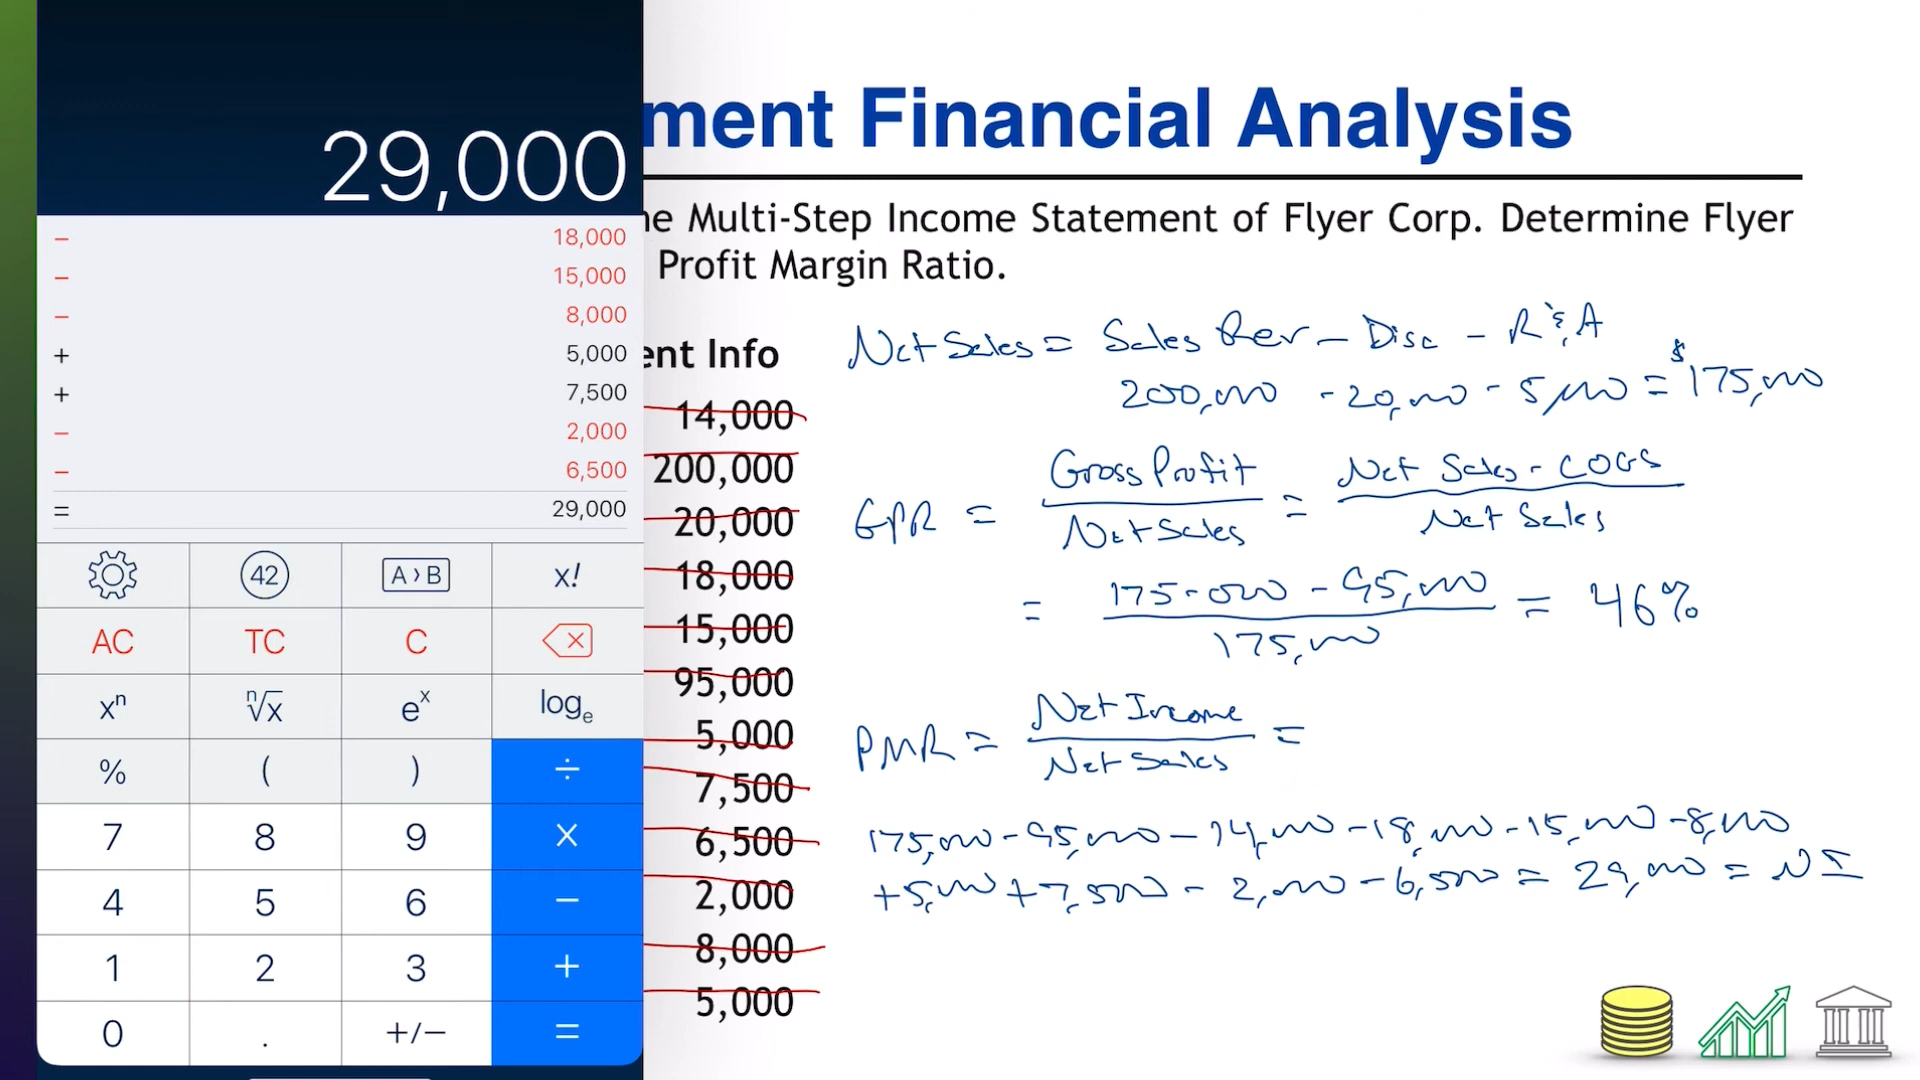 29,000
− 18,000
− 15,000
− 8,000
+ 5,000
+ 7,500
− 2,000
− 6,500
= 29,000
42 A›B x!
AC TC C
xⁿ ⁿ√x eˣ logₑ
% ( ) ÷
7 8 9 ×
4 5 6 −
1 2 3 +
0 . +/− =
ment Financial Analysis
he Multi-Step Income Statement of Flyer Corp. Determine Flyer
Profit Margin Ratio.
ent Info
14,000
200,000
20,000
18,000
15,000
95,000
5,000
7,500
6,500
2,000
8,000
5,000
Net Sales = Sales Rev - Disc - R & A
200,000 - 20,000 - 5,000 = $175,000
GPR = Gross Profit / Net Sales = Net Sales - COGS / Net Sales
= 175,000 - 95,000 / 175,000 = 46%
PMR = Net Income / Net Sales =
175,000 - 95,000 - 14,000 - 18,000 - 15,000 - 8,000
+ 5,000 + 7,500 - 2,000 - 6,500 = 29,000 = NI